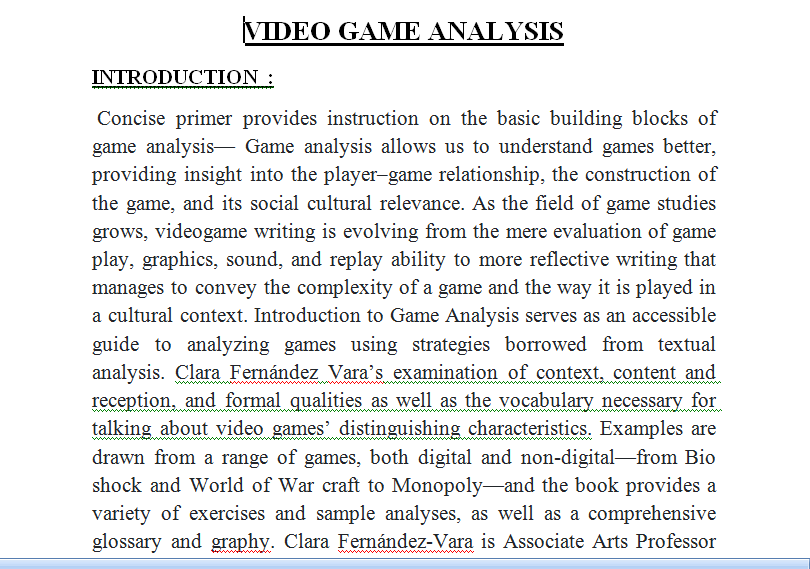 VIDEO GAME ANALYSIS
INTRODUCTION :
Concise primer provides instruction on the basic building blocks of
game analysis— Game analysis allows us to understand games better,
providing insight into the player–game relationship, the construction of
the game, and its social cultural relevance. As the field of game studies
grows, videogame writing is evolving from the mere evaluation of game
play, graphics, sound, and replay ability to more reflective writing that
manages to convey the complexity of a game and the way it is played in
a cultural context. Introduction to Game Analysis serves as an accessible
guide to analyzing games using strategies borrowed from textual
analysis. Clara Fernández Vara’s examination of context, content and
reception, and formal qualities as well as the vocabulary necessary for
talking about video games’ distinguishing characteristics. Examples are
drawn from a range of games, both digital and non-digital—from Bio
shock and World of War craft to Monopoly—and the book provides a
variety of exercises and sample analyses, as well as a comprehensive
glossary and graphy. Clara Fernández-Vara is Associate Arts Professor